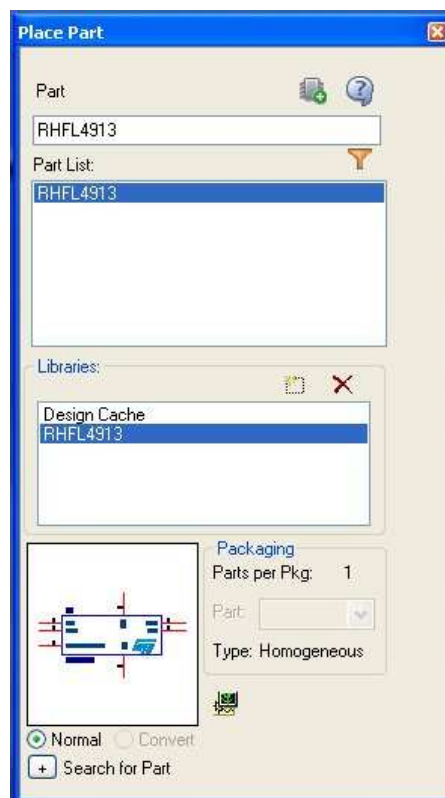 Place Part
Part
RHFL4913
Part List:
RHFL4913
Libraries:
Design Cache
RHFL4913
Packaging
Parts per Pkg: 1
Part:
Type: Homogeneous
Normal Convert
+ Search for Part